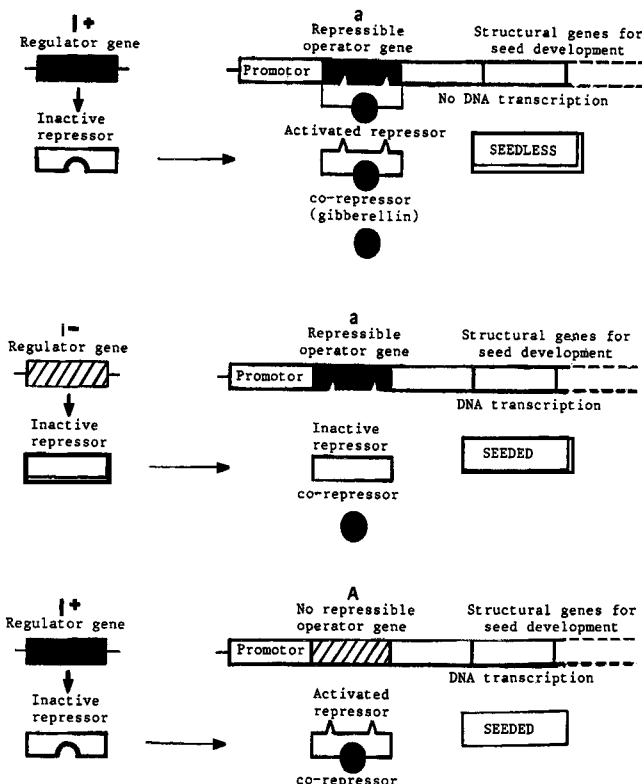 I+
Regulator gene
Inactive
repressor
a
Repressible
operator gene
Structural genes for
seed development
Promotor
No DNA transcription
Activated repressor
SEEDLESS
co-repressor
(gibberellin)
i-
Regulator gene
Inactive
repressor
a
Repressible
operator gene
Structural genes for
seed development
Promotor
DNA transcription
Inactive
repressor
SEEDED
co-repressor
I+
Regulator gene
Inactive
repressor
A
No repressible
operator gene
Structural genes for
seed development
Promotor
DNA transcription
Activated
repressor
SEEDED
co-repressor